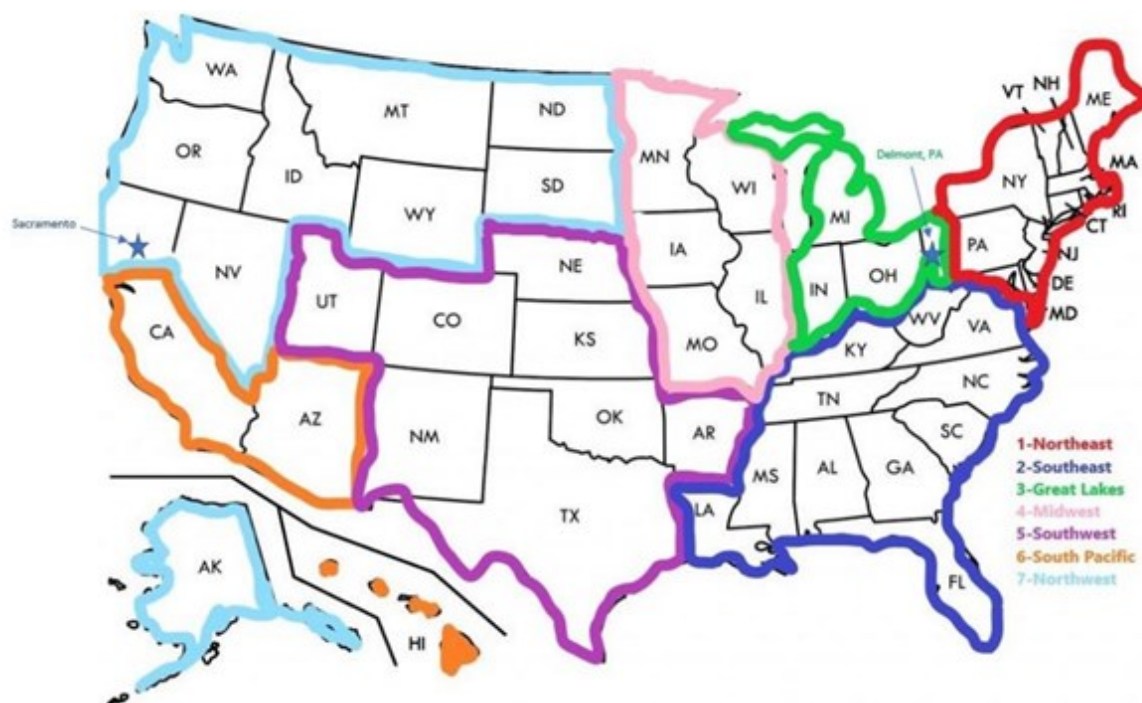 WA
MT
ND
MN
VT NH
ME
OR
ID
SD
WI
Delmont, PA
NY
MA
WY
MI
RI
CT
Sacramento
NV
NE
IA
PA
NJ
UT
CO
IL
IN
OH
DE
MD
CA
KS
MO
WV
VA
KY
NC
TN
AZ
NM
OK
AR
SC
MS
AL
GA
TX
LA
FL
AK
HI
1-Northeast
2-Southeast
3-Great Lakes
4-Midwest
5-Southwest
6-South Pacific
7-Northwest